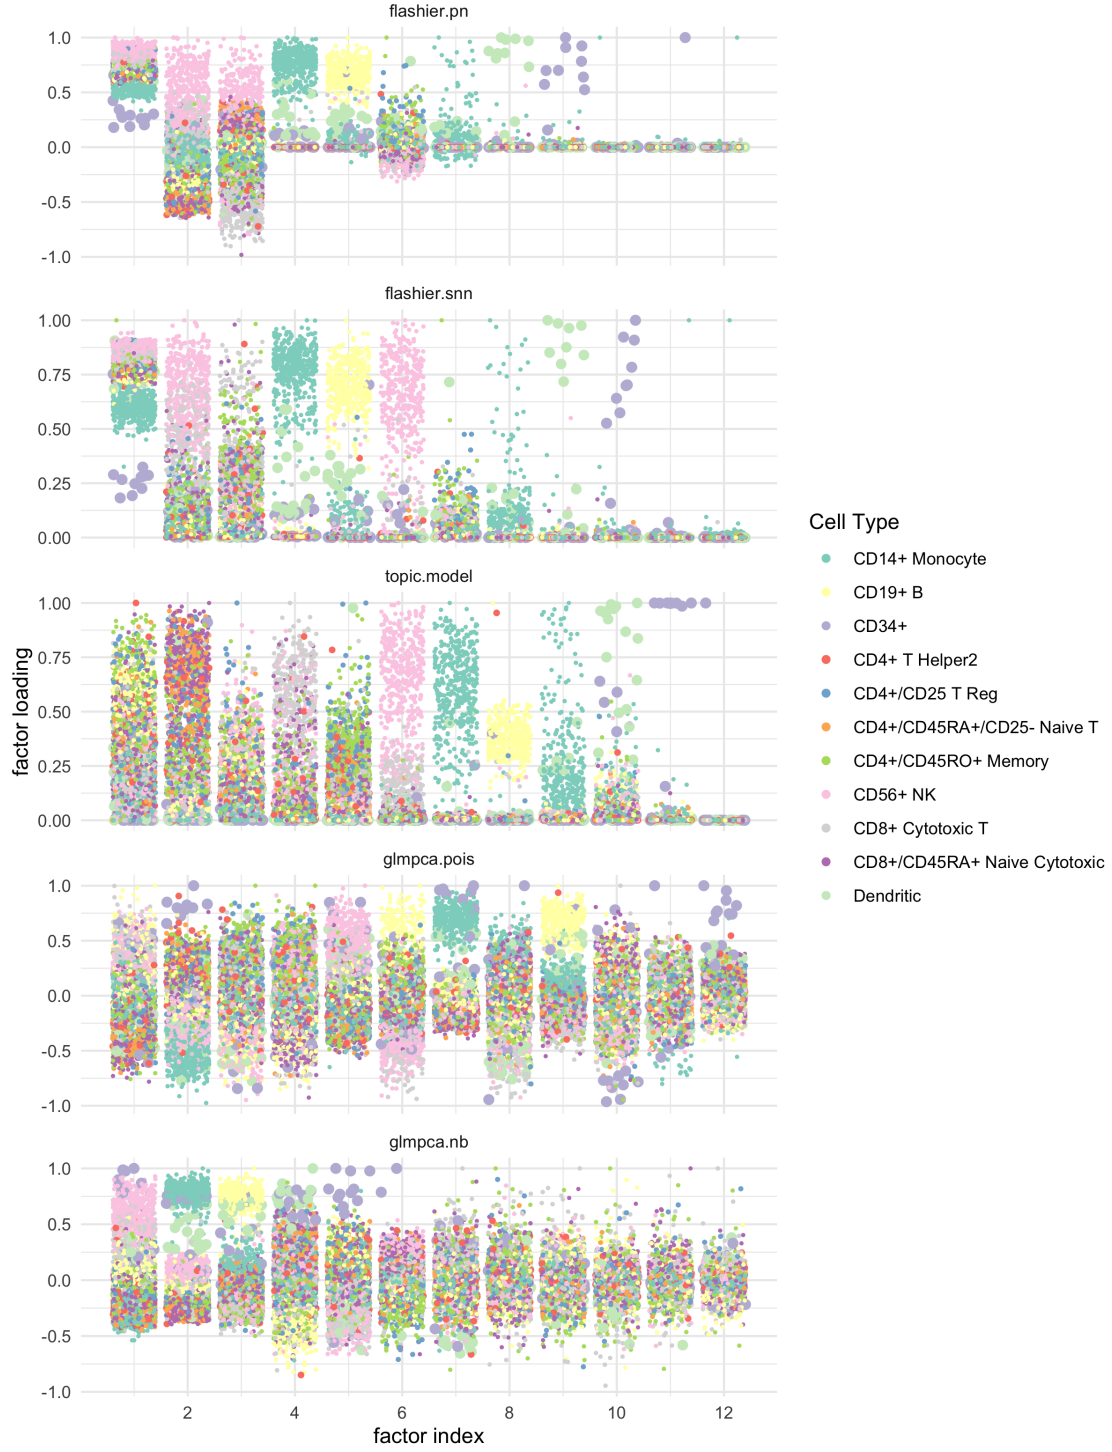 flashier.pn
1.0
0.5
0.0
-0.5
-1.0
flashier.snn
1.00
0.75
0.50
0.25
0.00
topic.model
1.00
0.75
0.50
0.25
0.00
factor loading
glmpca.pois
1.0
0.5
0.0
-0.5
-1.0
glmpca.nb
1.0
0.5
0.0
-0.5
-1.0
2 4 6 8 10 12
factor index
Cell Type
CD14+ Monocyte
CD19+ B
CD34+
CD4+ T Helper2
CD4+/CD25 T Reg
CD4+/CD45RA+/CD25- Naive T
CD4+/CD45RO+ Memory
CD56+ NK
CD8+ Cytotoxic T
CD8+/CD45RA+ Naive Cytotoxic
Dendritic